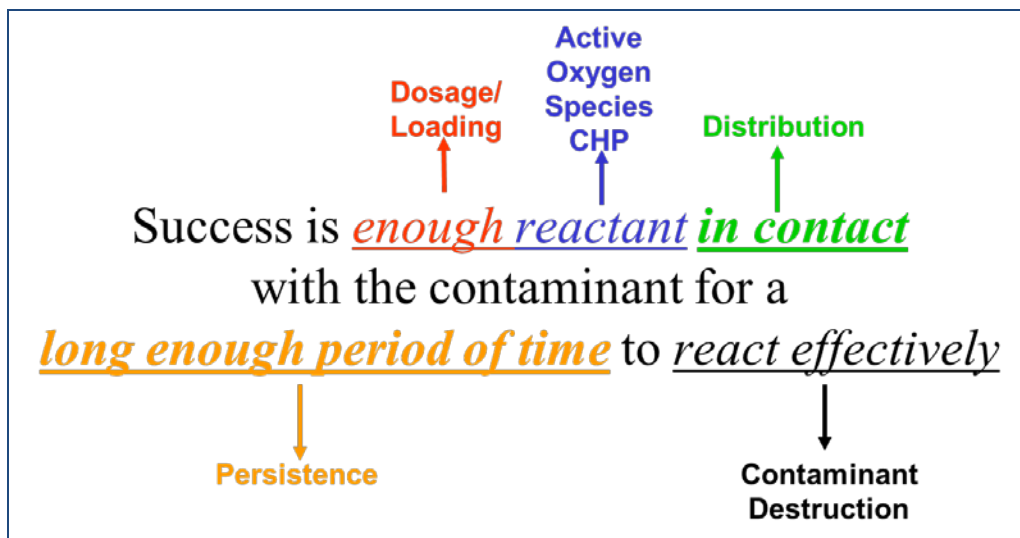 Active
Oxygen
Species
CHP
Dosage/
Loading
Distribution
Success is enough reactant in contact
with the contaminant for a
long enough period of time to react effectively
Persistence
Contaminant
Destruction